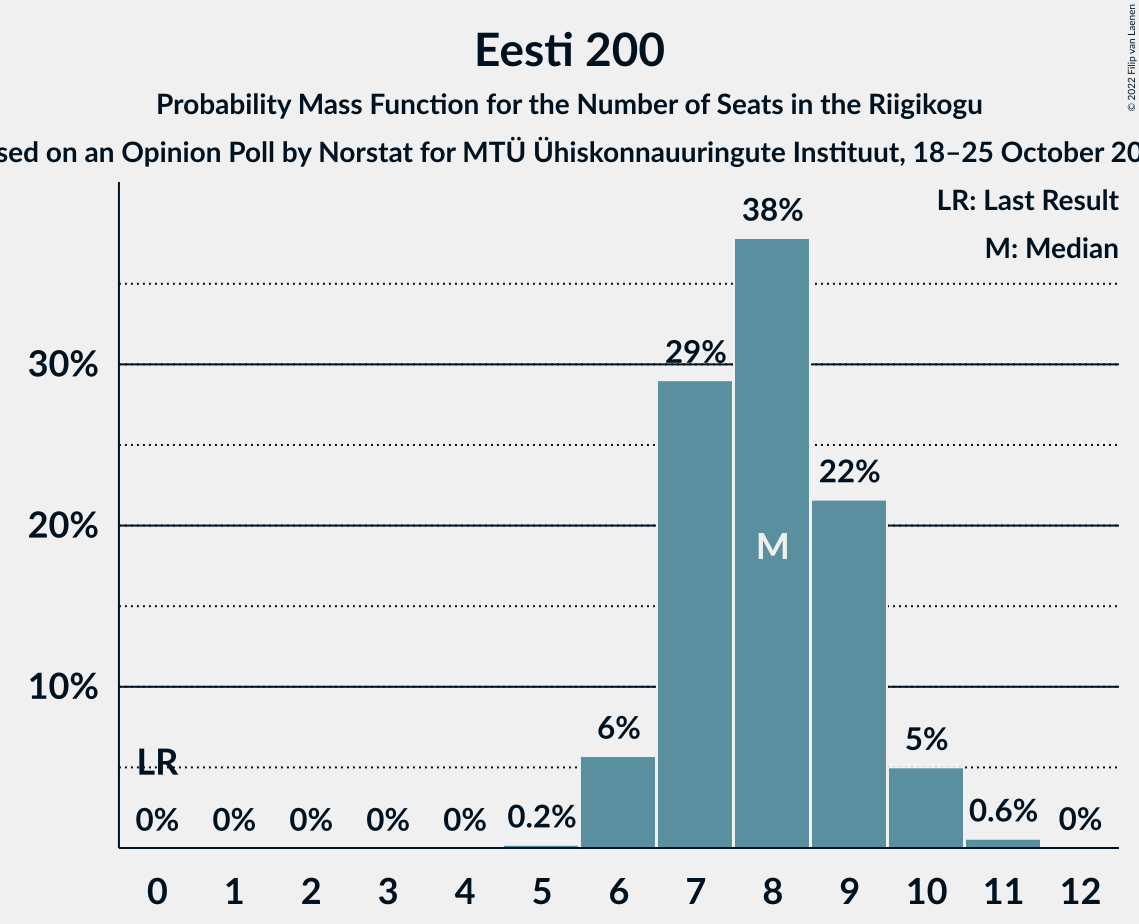 © 2022 Filip van Laenen
Eesti 200
Probability Mass Function for the Number of Seats in the Riigikogu
sed on an Opinion Poll by Norstat for MTÜ Ühiskonnauuringute Instituut, 18–25 October 20
LR: Last Result
M: Median
38%
29%
30%
22%
20%
M
10%
6%
5%
LR
0% 0% 0% 0% 0% 0.2% 0.6% 0%
0 1 2 3 4 5 6 7 8 9 10 11 12